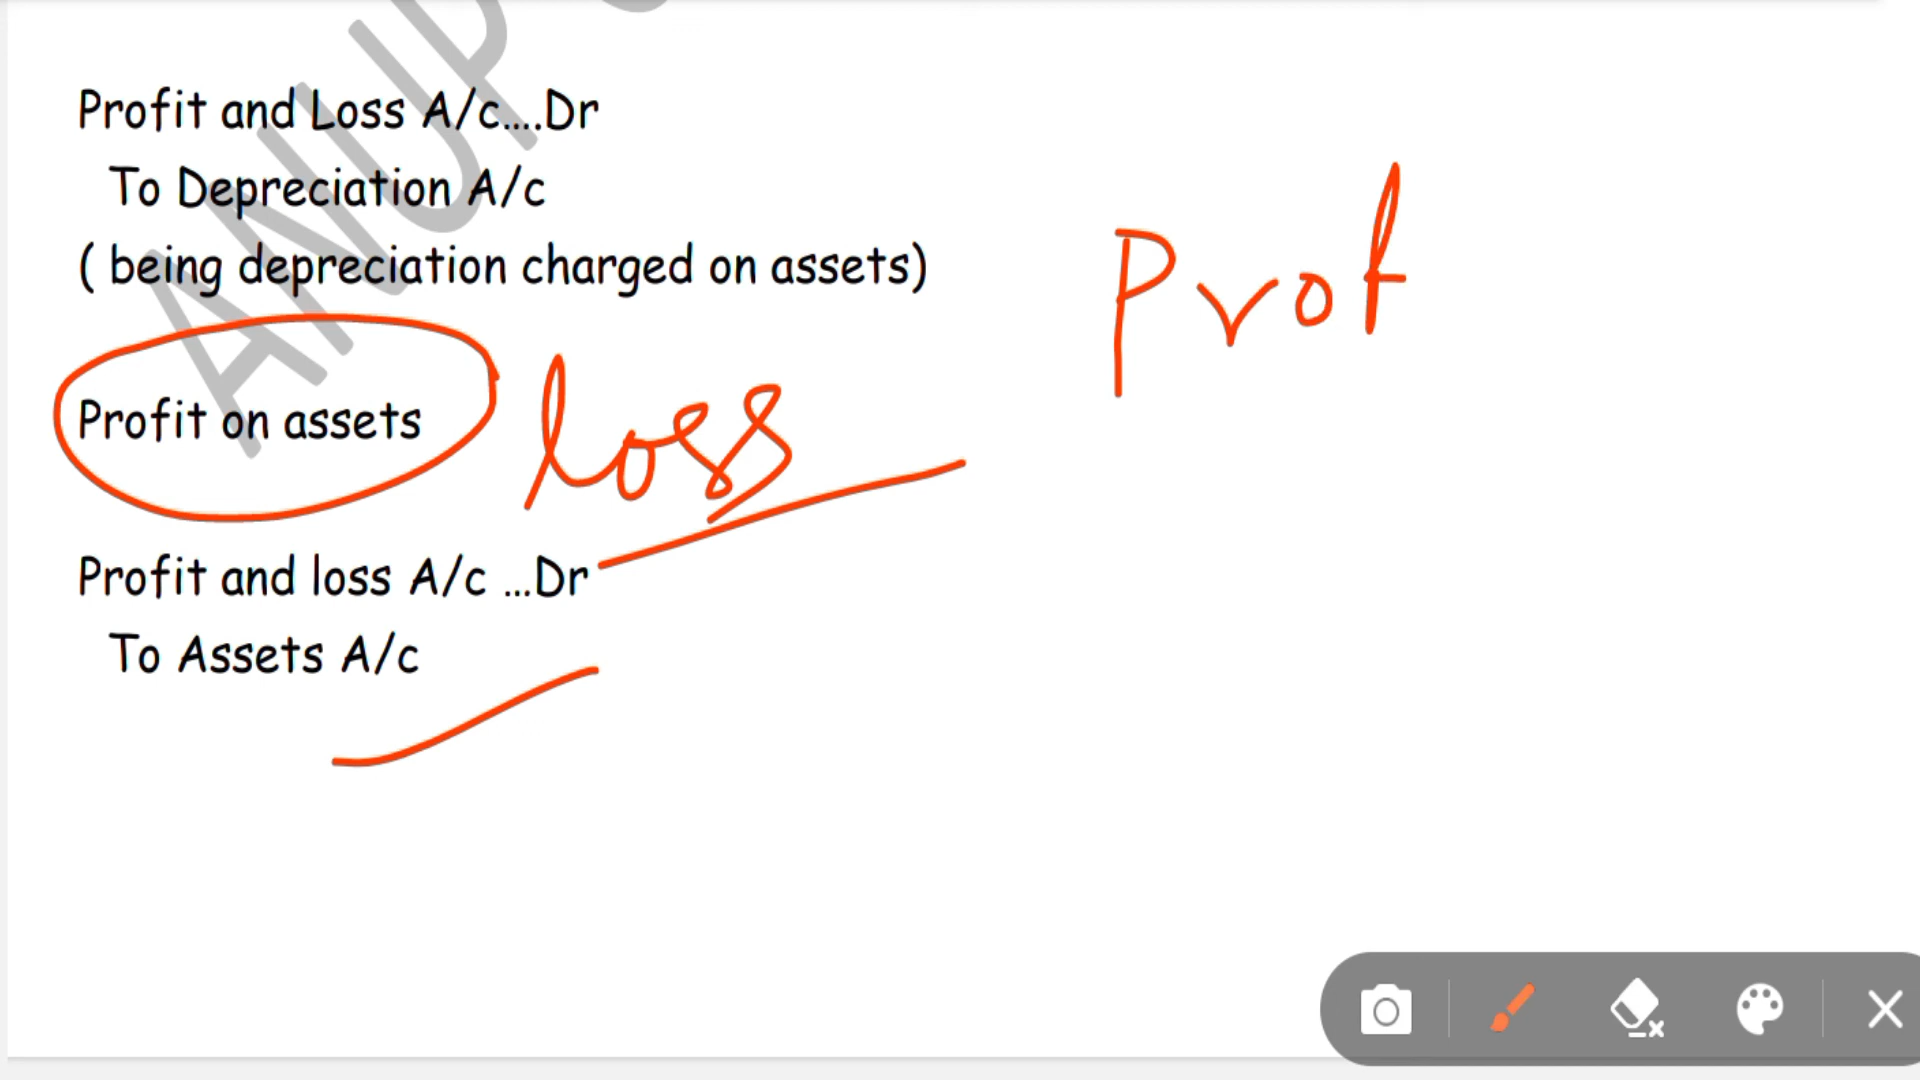 Profit and Loss A/c....Dr
To Depreciation A/c
( being depreciation charged on assets)
Prof
Profit on assets
loss
Profit and loss A/c ...Dr
To Assets A/c
ANUP